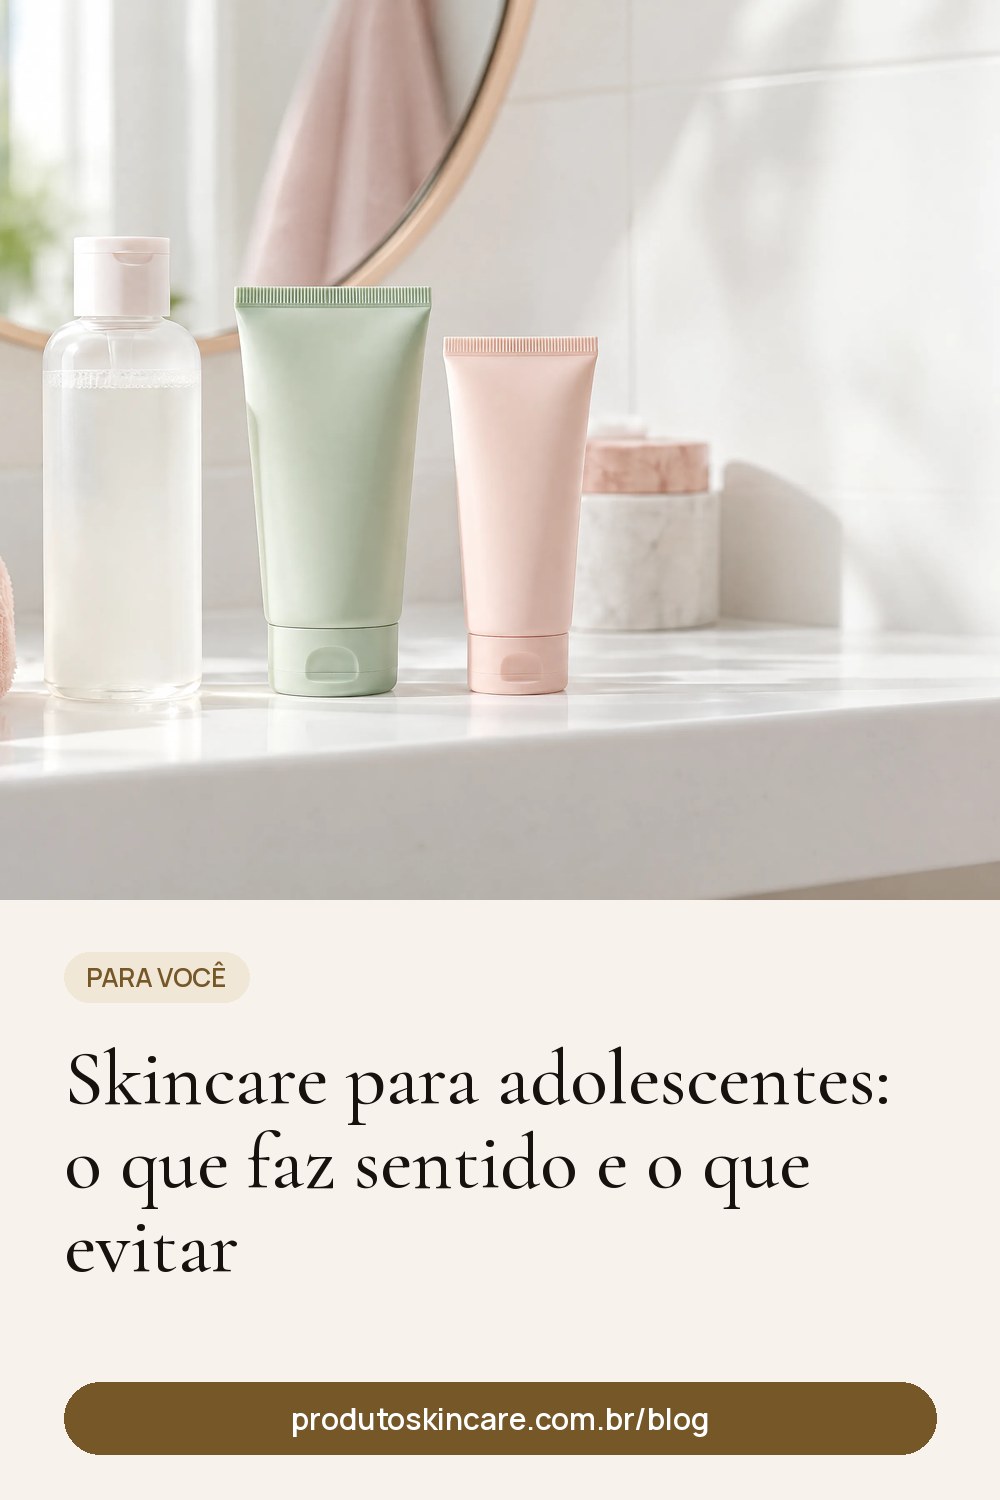 PARA VOCÊ
Skincare para adolescentes:
o que faz sentido e o que
evitar
produtoskincare.com.br/blog